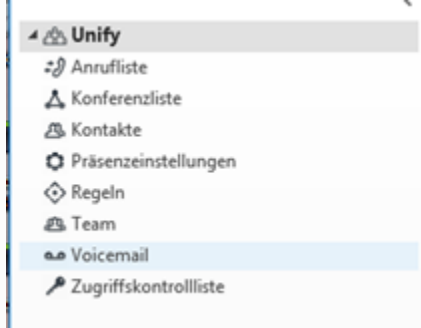 Unify
Anrufliste
Konferenzliste
Kontakte
Präsenzeinstellungen
Regeln
Team
Voicemail
Zugriffskontrollliste